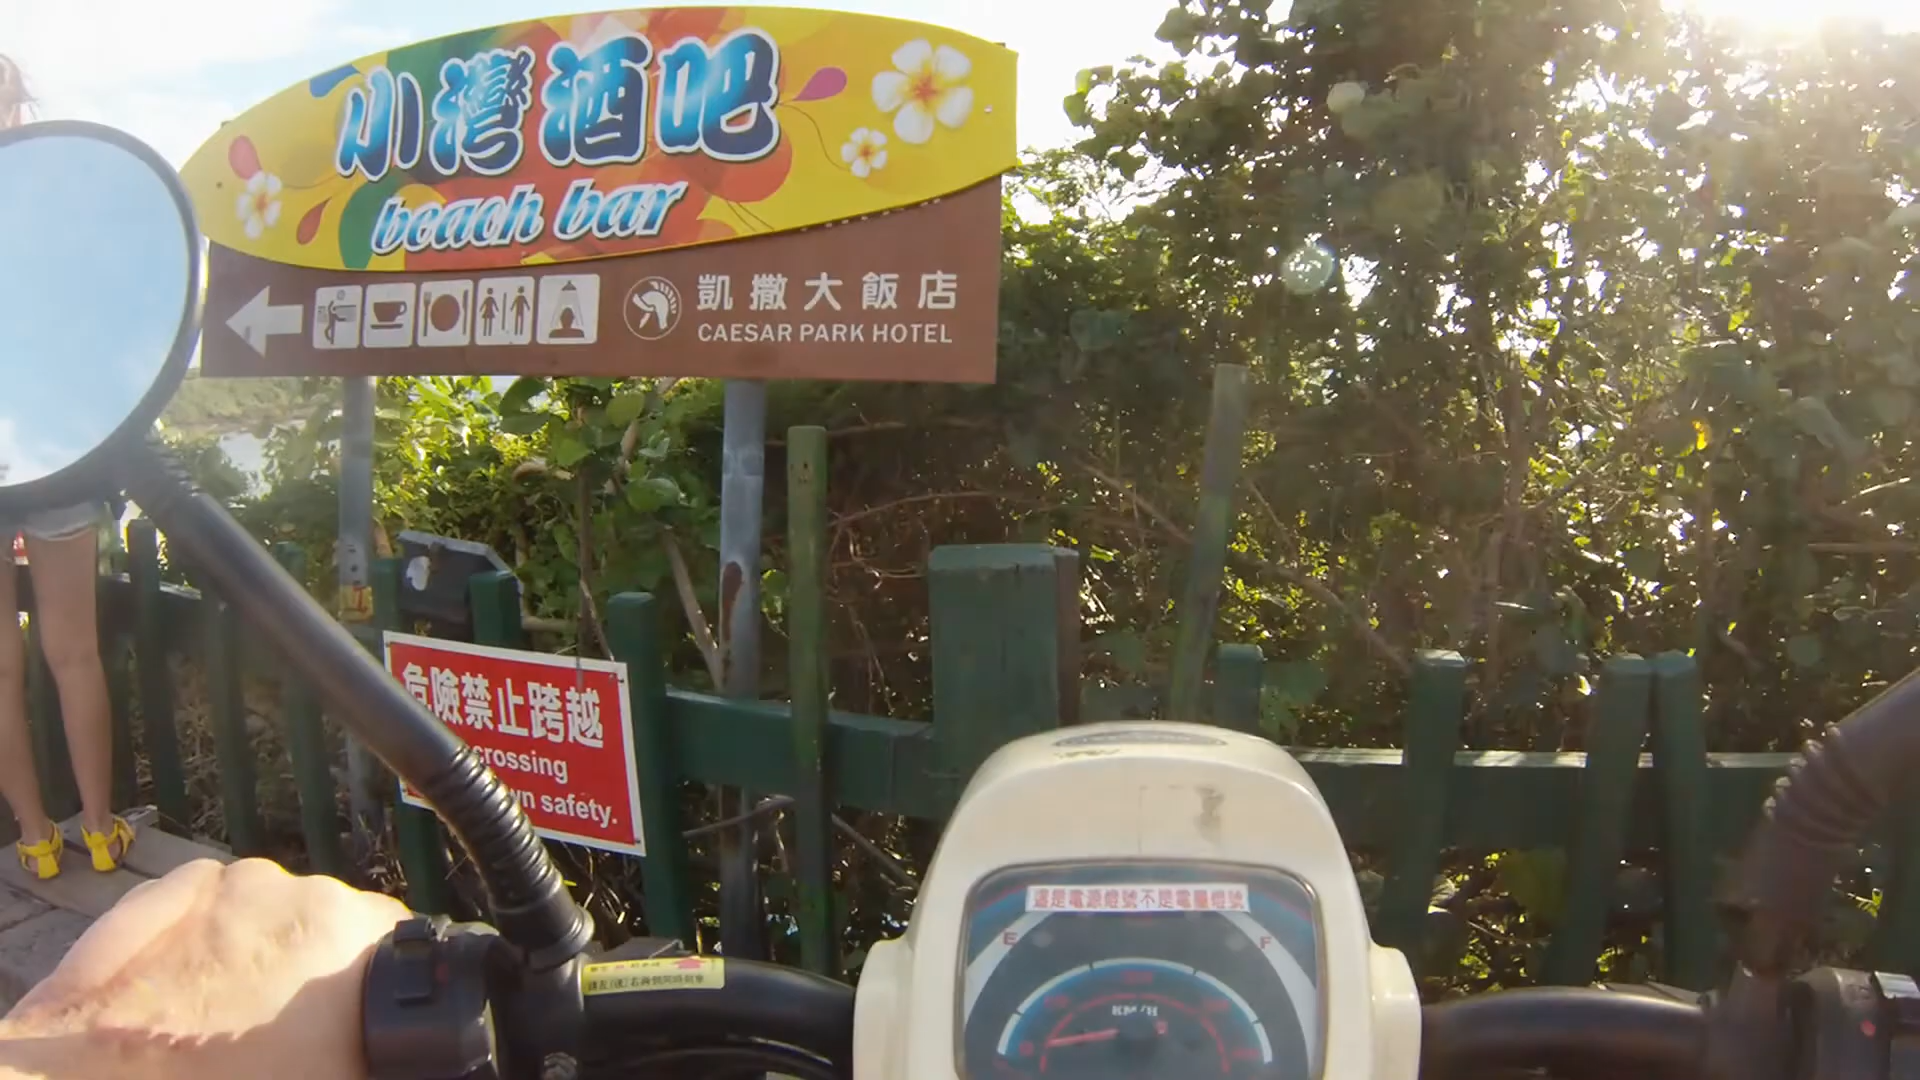 小灣酒吧
beach bar
凱撒大飯店
CAESAR PARK HOTEL
危險禁止跨越
crossing
safety.
這是電源燈號不是電量燈號
E
F
KM/H